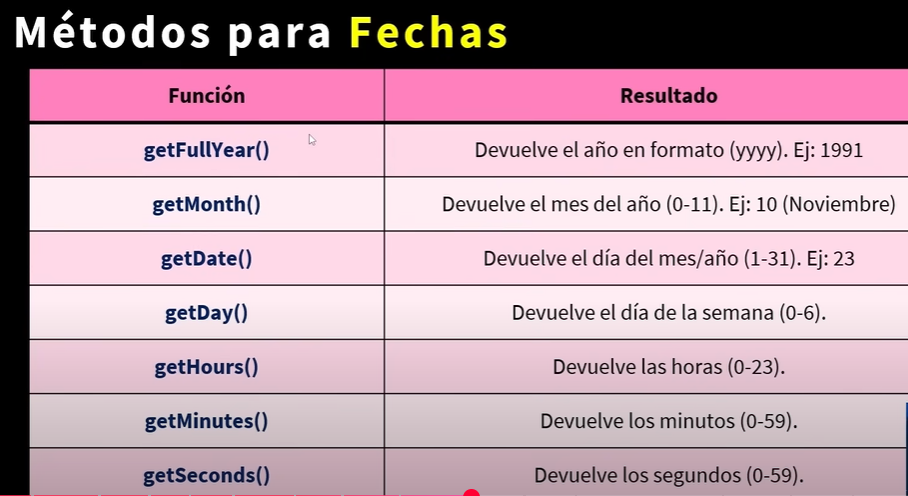 Métodos para Fechas
Función Resultado
getFullYear() Devuelve el año en formato (yyyy). Ej: 1991
getMonth() Devuelve el mes del año (0-11). Ej: 10 (Noviembre)
getDate() Devuelve el día del mes/año (1-31). Ej: 23
getDay() Devuelve el día de la semana (0-6).
getHours() Devuelve las horas (0-23).
getMinutes() Devuelve los minutos (0-59).
getSeconds() Devuelve los segundos (0-59).